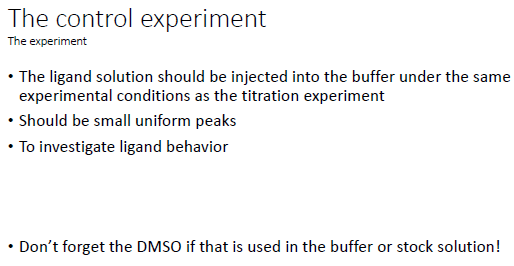 The control experiment
The experiment
• The ligand solution should be injected into the buffer under the same
experimental conditions as the titration experiment
• Should be small uniform peaks
• To investigate ligand behavior
• Don’t forget the DMSO if that is used in the buffer or stock solution!